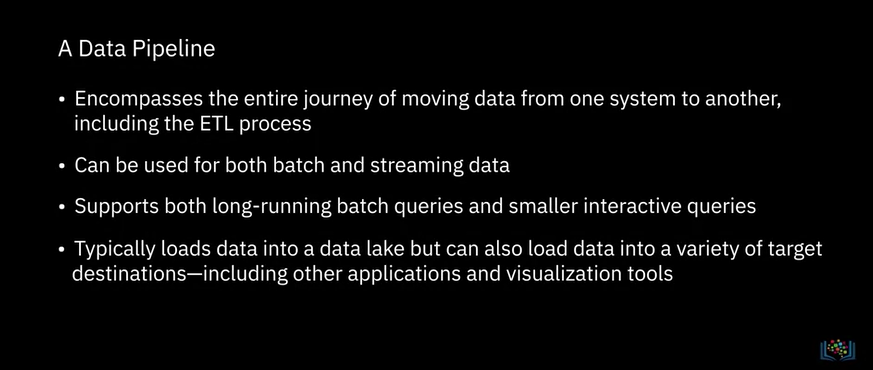 A Data Pipeline
• Encompasses the entire journey of moving data from one system to another,
including the ETL process
• Can be used for both batch and streaming data
• Supports both long-running batch queries and smaller interactive queries
• Typically loads data into a data lake but can also load data into a variety of target
destinations—including other applications and visualization tools